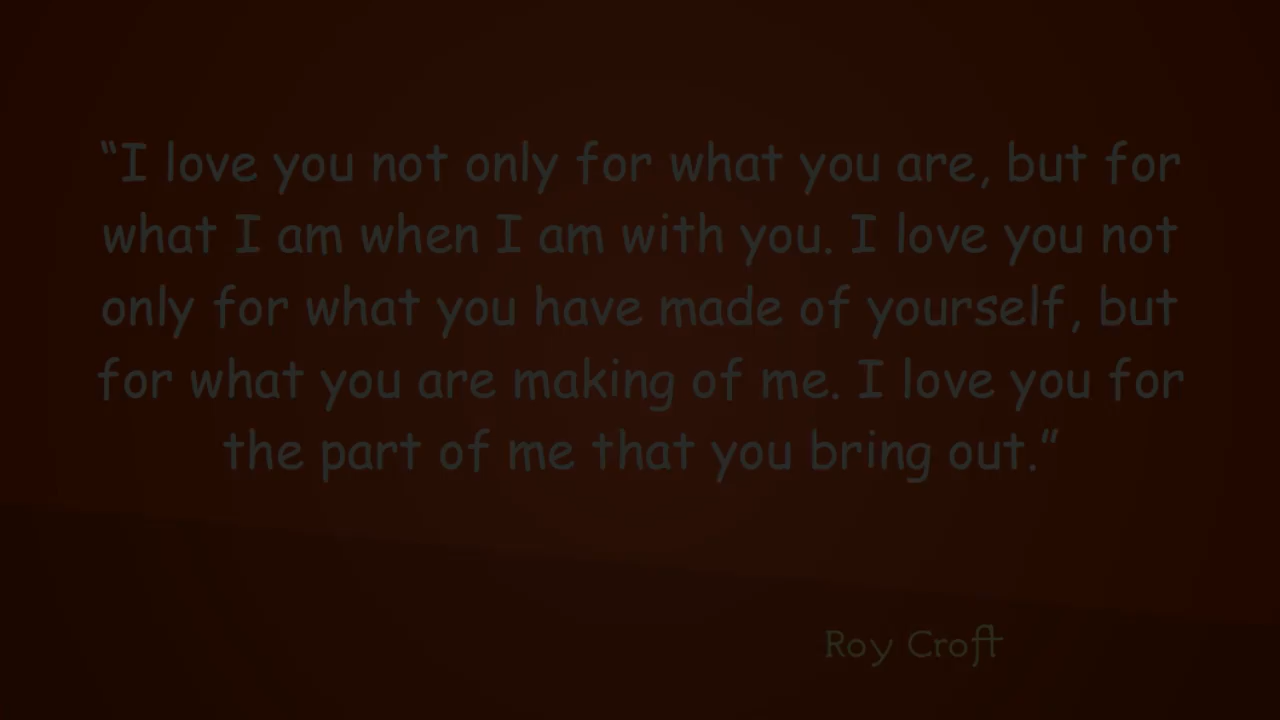 “I love you not only for what you are, but for
what I am when I am with you. I love you not
only for what you have made of yourself, but
for what you are making of me. I love you for
the part of me that you bring out.”
Roy Croft